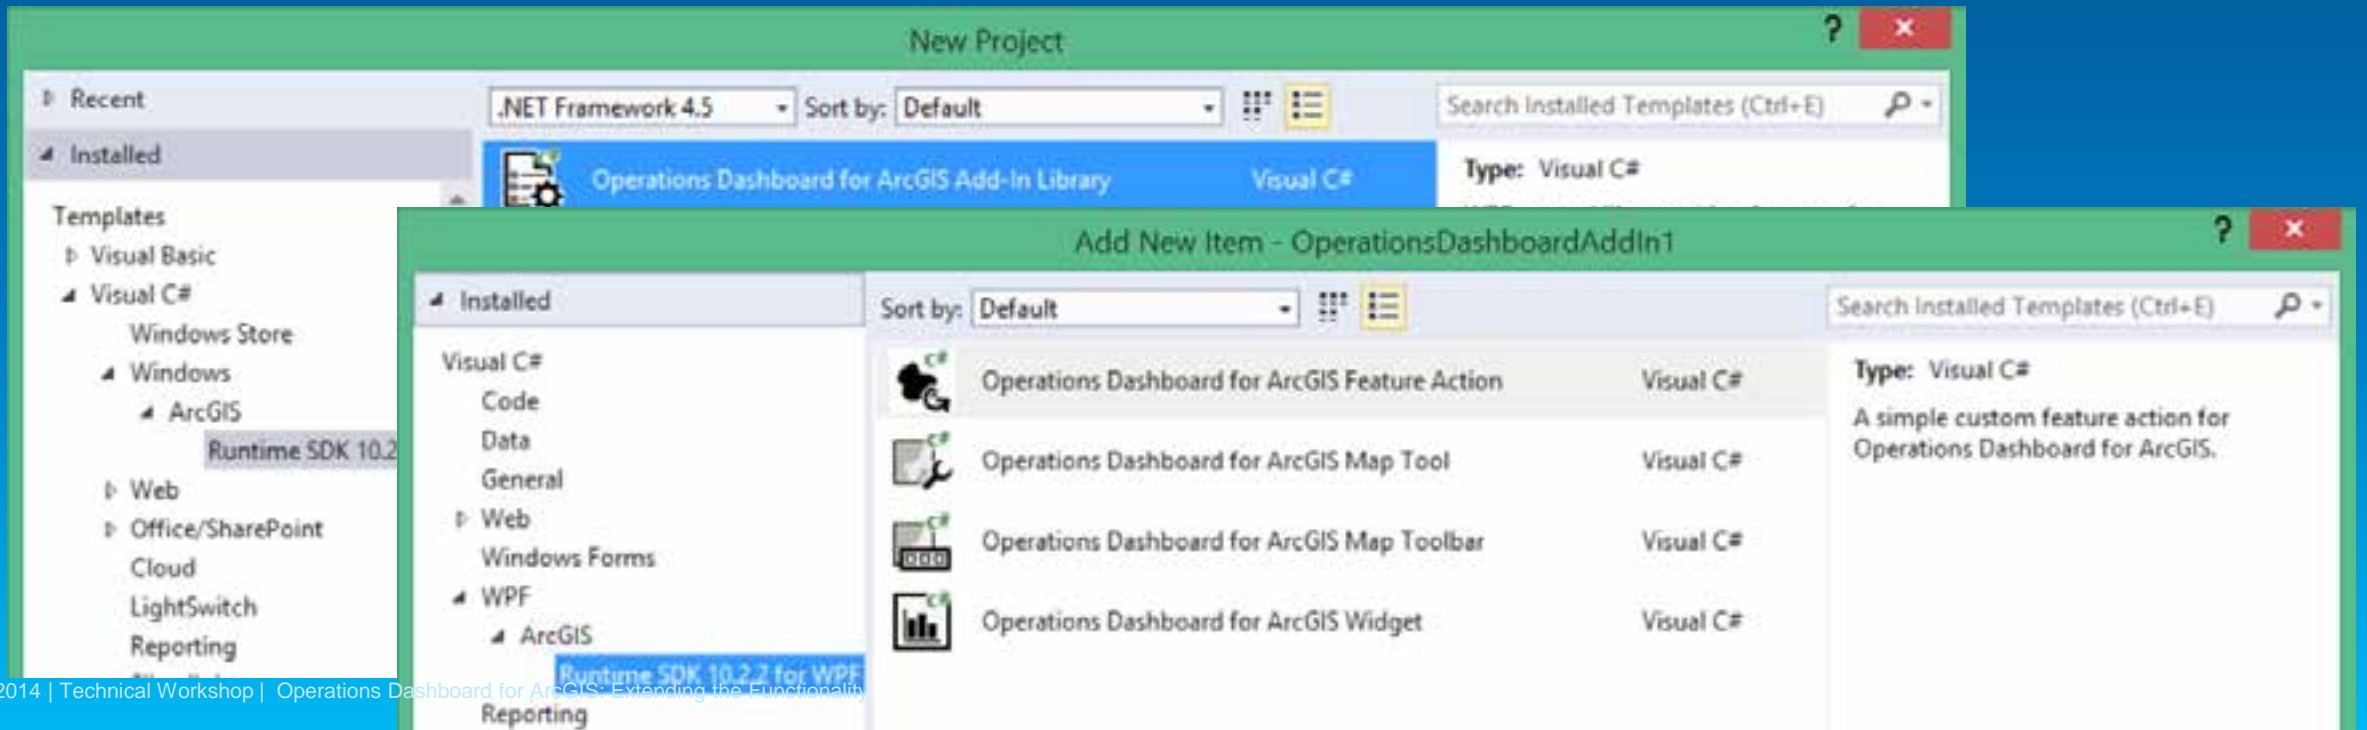 New Project
?
Recent
.NET Framework 4.5
Sort by: Default
Search Installed Templates (Ctrl+E)
Installed
Operations Dashboard for ArcGIS Add-In Library
Visual C#
Type: Visual C#
Templates
Visual Basic
Visual C#
Windows Store
Windows
ArcGIS
Runtime SDK 10.2
Web
Office/SharePoint
Cloud
LightSwitch
Reporting
Add New Item - OperationsDashboardAddIn1
?
Installed
Sort by: Default
Search Installed Templates (Ctrl+E)
Visual C#
Code
Data
General
Web
Windows Forms
WPF
ArcGIS
Runtime SDK 10.2.2 for WPF
Reporting
Operations Dashboard for ArcGIS Feature Action
Visual C#
Operations Dashboard for ArcGIS Map Tool
Visual C#
Operations Dashboard for ArcGIS Map Toolbar
Visual C#
Operations Dashboard for ArcGIS Widget
Visual C#
Type: Visual C#
A simple custom feature action for
Operations Dashboard for ArcGIS.
2014 | Technical Workshop | Operations Dashboard for ArcGIS: Extending the Functionality